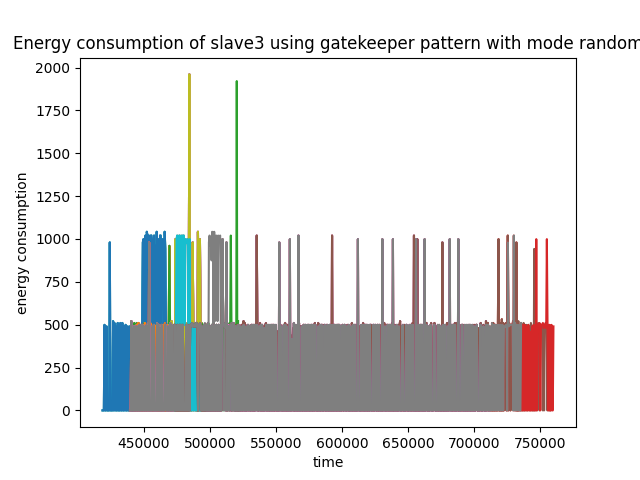 Energy consumption of slave3 using gatekeeper pattern with mode random
2000
1750
1500
1250
1000
750
500
250
0
energy consumption
450000 500000 550000 600000 650000 700000 750000
time